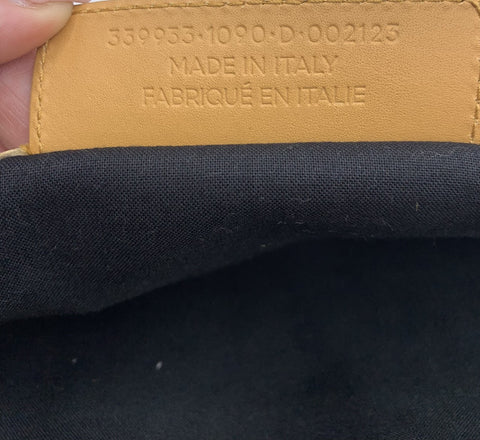 339933·1090·D·002123
MADE IN ITALY
FABRIQUÉ EN ITALIE